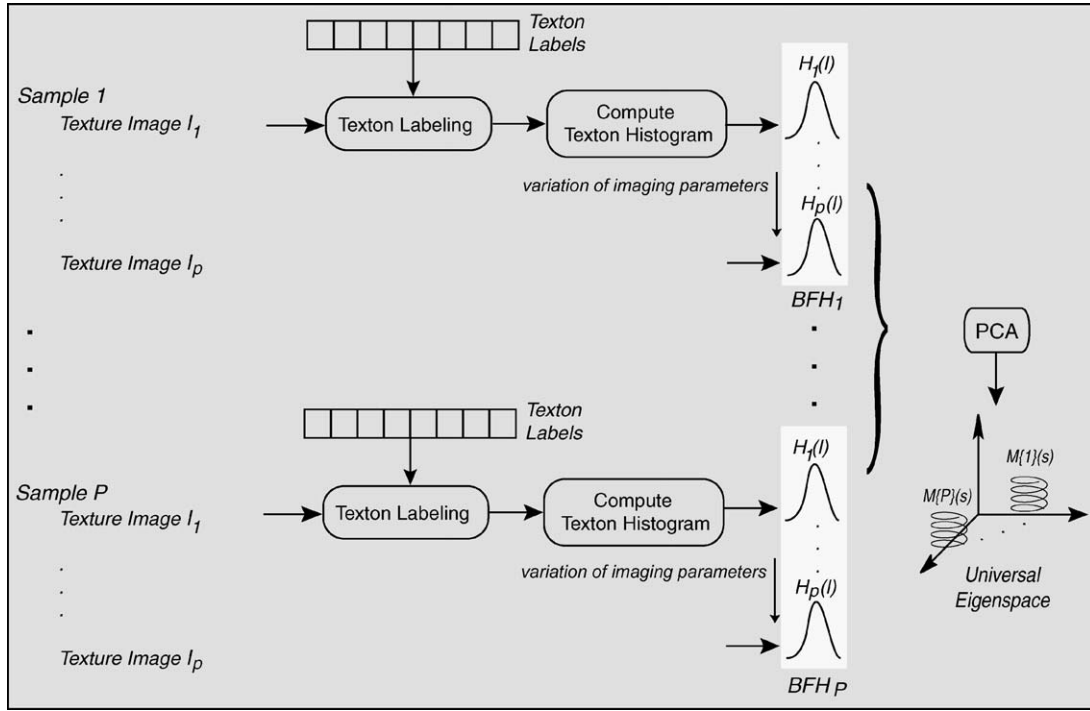 Texton
Labels
Sample 1
Texture Image I1
Texton Labeling
Compute
Texton Histogram
H1(l)
variation of imaging parameters
Hp(l)
Texture Image Ip
BFH1
PCA
Texton
Labels
Sample P
Texture Image I1
Texton Labeling
Compute
Texton Histogram
H1(l)
variation of imaging parameters
Hp(l)
Texture Image Ip
BFH P
M{1}(s)
M{P}(s)
Universal
Eigenspace